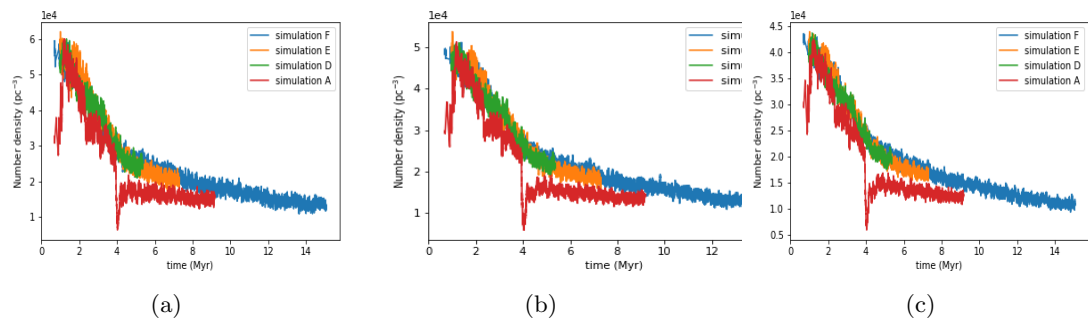 1e4
simulation F
simulation E
simulation D
simulation A
Number density (pc⁻³)
6
5
4
3
2
1
0 2 4 6 8 10 12 14
time (Myr)
(a)
1e4
simu
simu
simu
simu
Number density (pc⁻³)
5
4
3
2
1
0 2 4 6 8 10 12
time (Myr)
(b)
1e4
simulation F
simulation E
simulation D
simulation A
Number density (pc⁻³)
4.5
4.0
3.5
3.0
2.5
2.0
1.5
1.0
0.5
0 2 4 6 8 10 12 14
time (Myr)
(c)